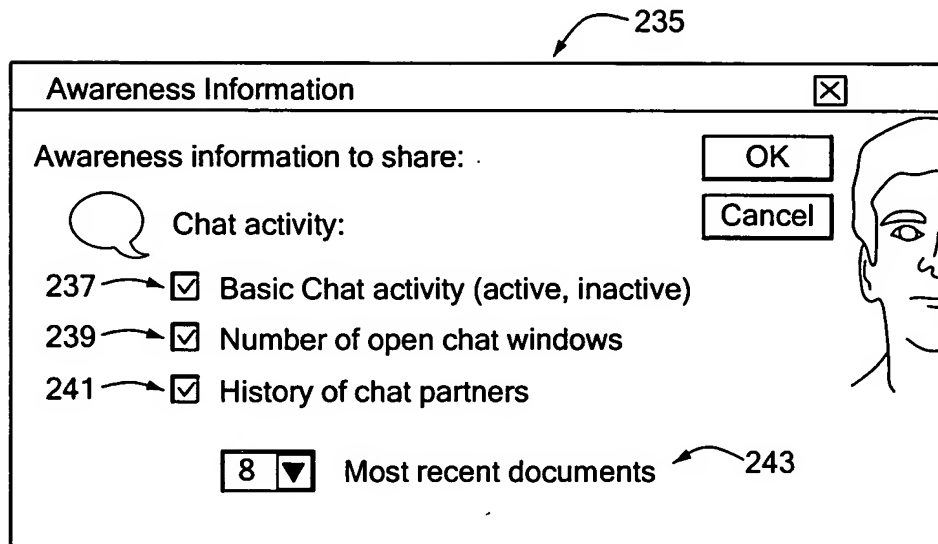 235
Awareness Information
Awareness information to share:
OK
Cancel
Chat activity:
237 Basic Chat activity (active, inactive)
239 Number of open chat windows
241 History of chat partners
8 Most recent documents 243